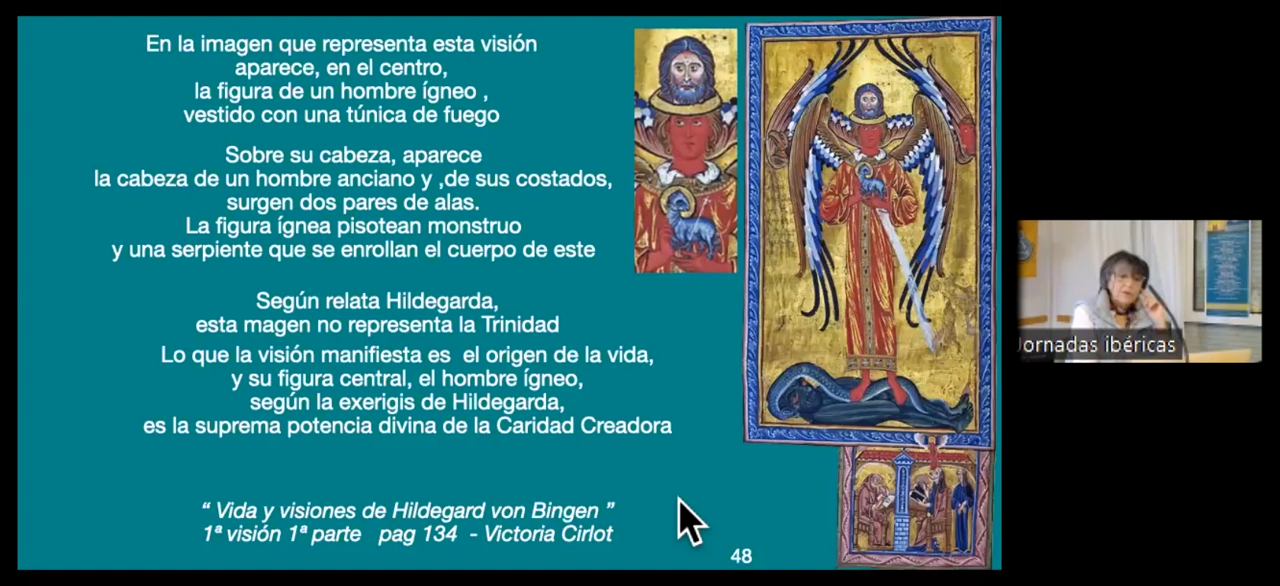 En la imagen que representa esta visión
aparece, en el centro,
la figura de un hombre ígneo ,
vestido con una túnica de fuego
Sobre su cabeza, aparece
la cabeza de un hombre anciano y ,de sus costados,
surgen dos pares de alas.
La figura ígnea pisotean monstruo
y una serpiente que se enrollan el cuerpo de este
Según relata Hildegarda,
esta magen no representa la Trinidad
Lo que la visión manifiesta es el origen de la vida,
y su figura central, el hombre ígneo,
según la exerigis de Hildegarda,
es la suprema potencia divina de la Caridad Creadora
“ Vida y visiones de Hildegard von Bingen ”
1ª visión 1ª parte pag 134 - Victoria Cirlot
48
Jornadas ibéricas